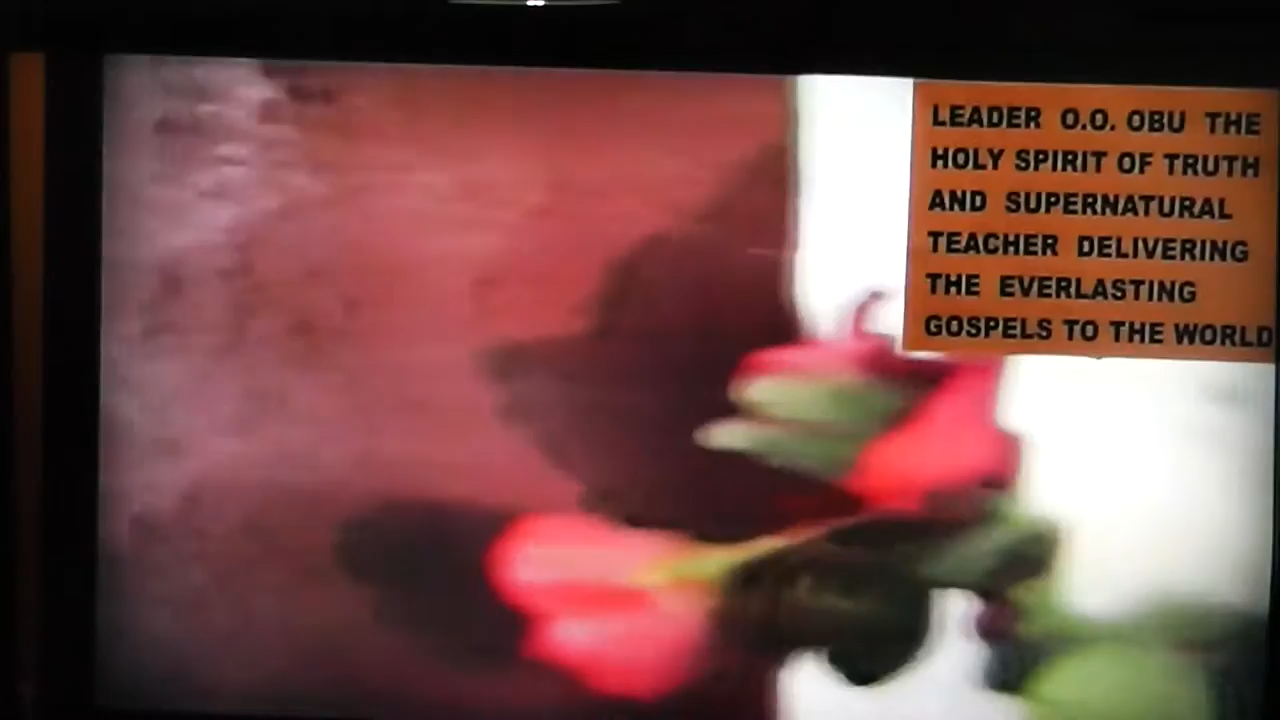 LEADER O.O. OBU THE
HOLY SPIRIT OF TRUTH
AND SUPERNATURAL
TEACHER DELIVERING
THE EVERLASTING
GOSPELS TO THE WORLD